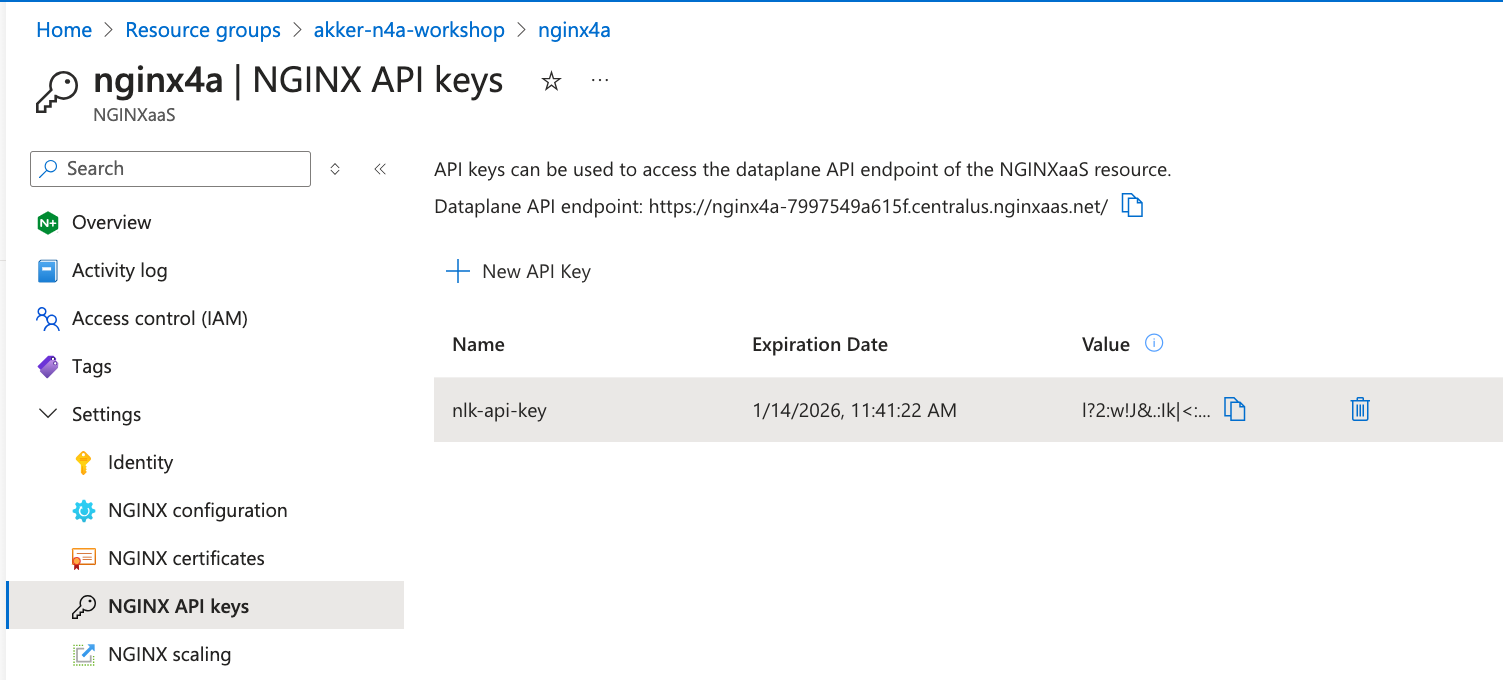 Home > Resource groups > akker-n4a-workshop > nginx4a
nginx4a | NGINX API keys
NGINXaaS
Search
Overview
Activity log
Access control (IAM)
Tags
Settings
Identity
NGINX configuration
NGINX certificates
NGINX API keys
NGINX scaling
API keys can be used to access the dataplane API endpoint of the NGINXaaS resource.
Dataplane API endpoint: https://nginx4a-7997549a615f.centralus.nginxaas.net/
New API Key
Name Expiration Date Value
nlk-api-key 1/14/2026, 11:41:22 AM l?2:w!J&.:Ik|<:...